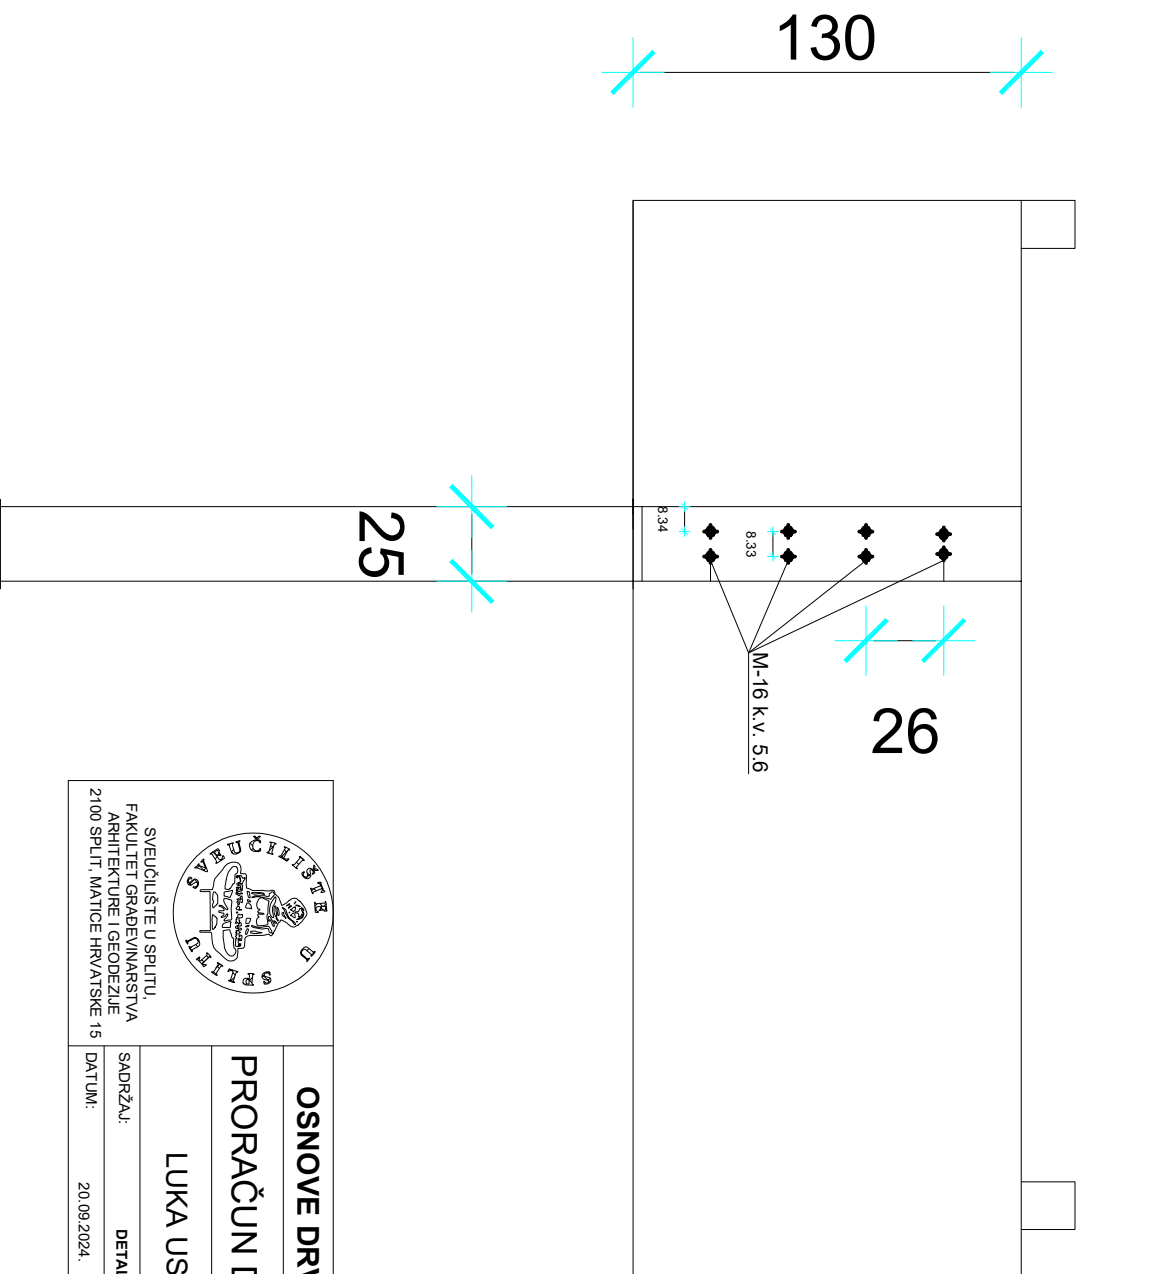 130
25
8.34
8.33
M-16 k.v. 5.6
26
SVEUČILIŠTE U SPLITU
SVEUČILIŠTE U SPLITU,
FAKULTET GRAĐEVINARSTVA
ARHITEKTURE I GEODEZIJE
2100 SPLIT, MATICE HRVATSKE 15
OSNOVE DRV
PRORAČUN D
LUKA US
SADRŽAJ:
DETAL
DATUM:
20.09.2024.